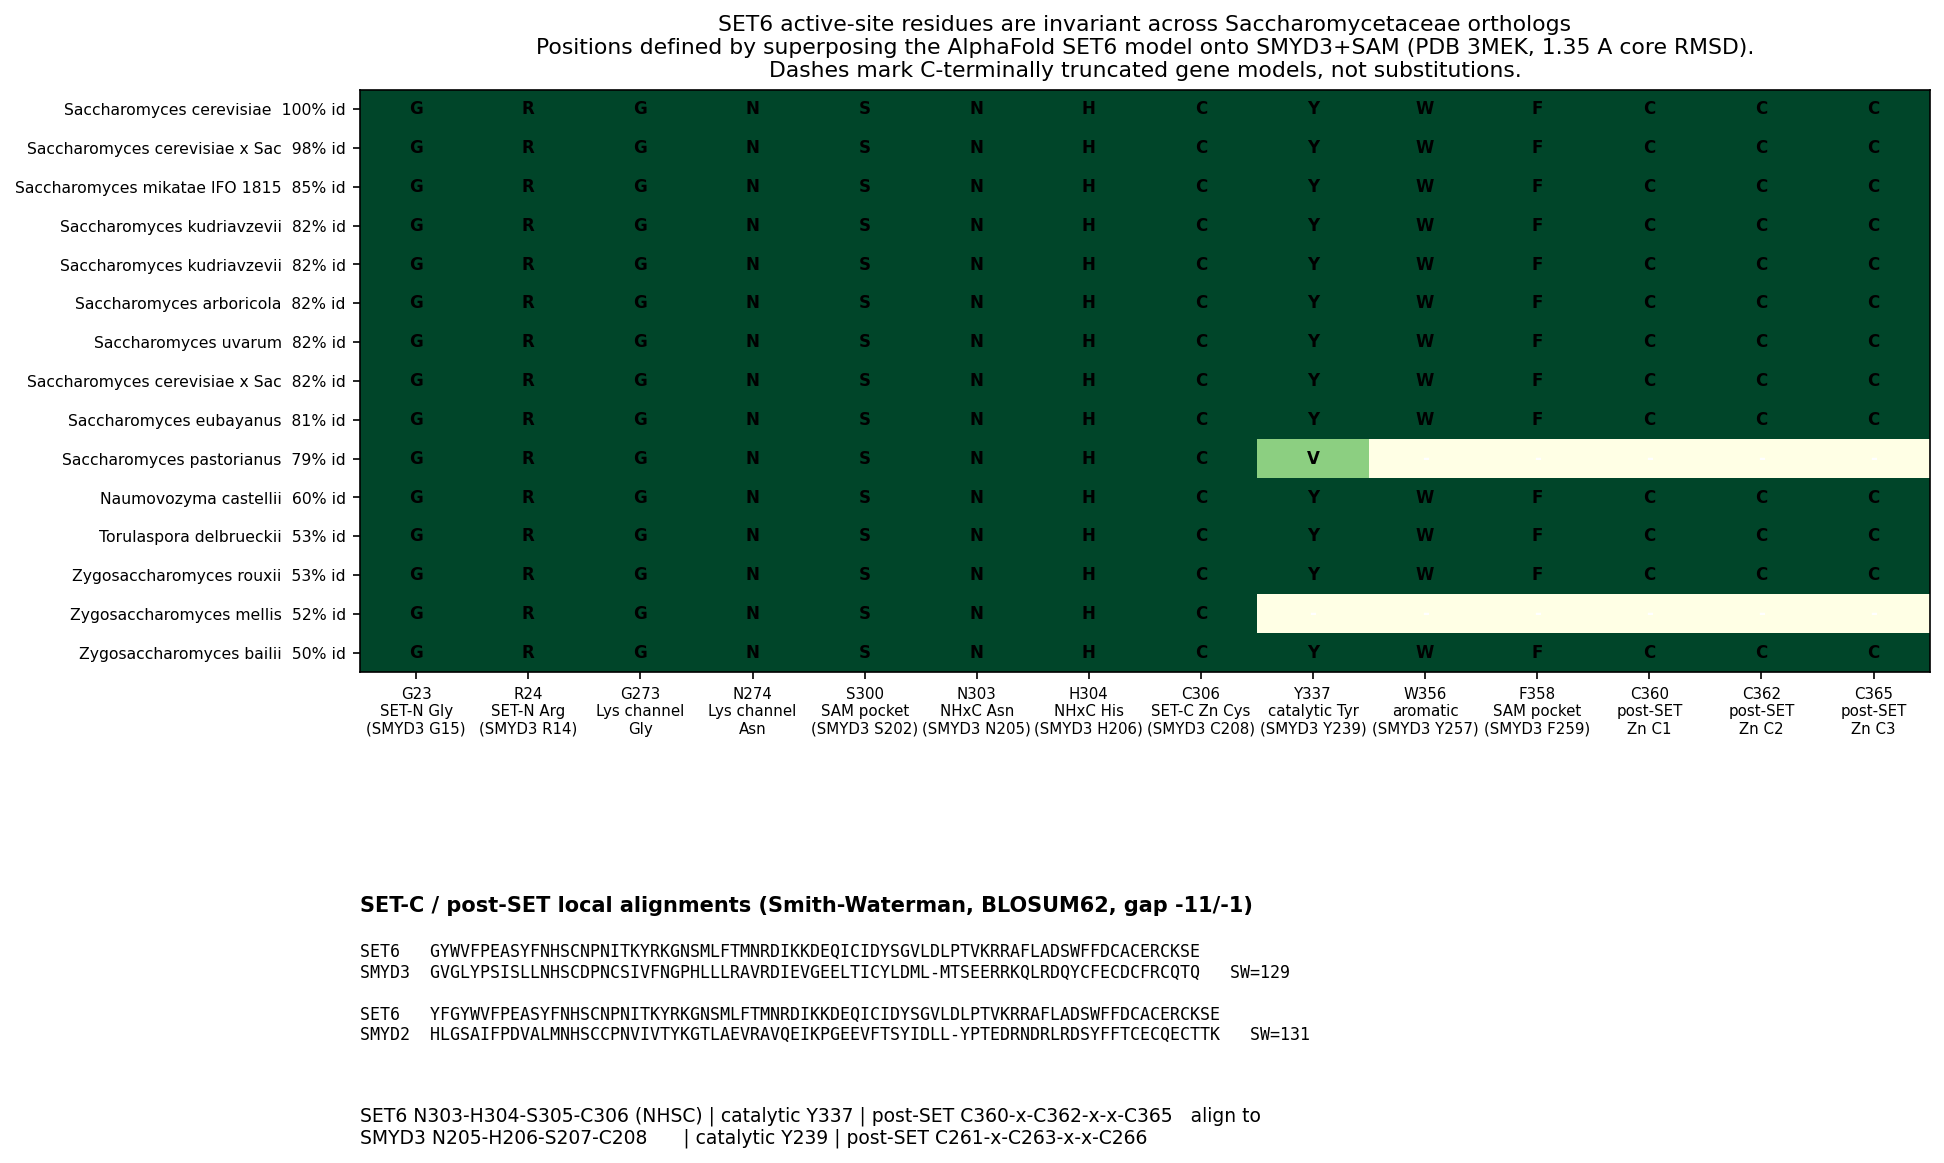 SET6 active-site residues are invariant across Saccharomycetaceae orthologs
Positions defined by superposing the AlphaFold SET6 model onto SMYD3+SAM (PDB 3MEK, 1.35 A core RMSD).
Dashes mark C-terminally truncated gene models, not substitutions.
Saccharomyces cerevisiae 100% id G R G N S N H C Y W F C C C
Saccharomyces cerevisiae x Sac 98% id G R G N S N H C Y W F C C C
Saccharomyces mikatae IFO 1815 85% id G R G N S N H C Y W F C C C
Saccharomyces kudriavzevii 82% id G R G N S N H C Y W F C C C
Saccharomyces kudriavzevii 82% id G R G N S N H C Y W F C C C
Saccharomyces arboricola 82% id G R G N S N H C Y W F C C C
Saccharomyces uvarum 82% id G R G N S N H C Y W F C C C
Saccharomyces cerevisiae x Sac 82% id G R G N S N H C Y W F C C C
Saccharomyces eubayanus 81% id G R G N S N H C Y W F C C C
Saccharomyces pastorianus 79% id G R G N S N H C V
Naumovozyma castellii 60% id G R G N S N H C Y W F C C C
Torulaspora delbrueckii 53% id G R G N S N H C Y W F C C C
Zygosaccharomyces rouxii 53% id G R G N S N H C Y W F C C C
Zygosaccharomyces mellis 52% id G R G N S N H C
Zygosaccharomyces bailii 50% id G R G N S N H C Y W F C C C
G23 R24 G273 N274 S300 N303 H304 C306 Y337 W356 F358 C360 C362 C365
SET-N Gly SET-N Arg Lys channel Lys channel SAM pocket NHxC Asn NHxC His SET-C Zn Cys catalytic Tyr aromatic SAM pocket post-SET post-SET post-SET
(SMYD3 G15) (SMYD3 R14) Gly Asn (SMYD3 S202) (SMYD3 N205) (SMYD3 H206) (SMYD3 C208) (SMYD3 Y239) (SMYD3 Y257) (SMYD3 F259) Zn C1 Zn C2 Zn C3
SET-C / post-SET local alignments (Smith-Waterman, BLOSUM62, gap -11/-1)
SET6 GYWVFPEASYFNHSCNPNITKYRKGNSMLFTMNRDIKKDEQICIDYSGVLDLPTVKRRAFLADSWFFDCACERCKSE
SMYD3 GVGLYPSISLLNHSCDPNCSIVFNGPHLLLRAVRDIEVGEELTICYLDML-MTSEERRKQLRDQYCFECDCFRCQTQ SW=129
SET6 YFGYWVFPEASYFNHSCNPNITKYRKGNSMLFTMNRDIKKDEQICIDYSGVLDLPTVKRRAFLADSWFFDCACERCKSE
SMYD2 HLGSAIFPDVALMNHSCCPNVIVTYKGTLAEVRAVQEIKPGEEVFTSYIDLL-YPTEDRNDRLRDSYFFTCECQECTTK SW=131
SET6 N303-H304-S305-C306 (NHSC) | catalytic Y337 | post-SET C360-x-C362-x-x-C365 align to
SMYD3 N205-H206-S207-C208 | catalytic Y239 | post-SET C261-x-C263-x-x-C266